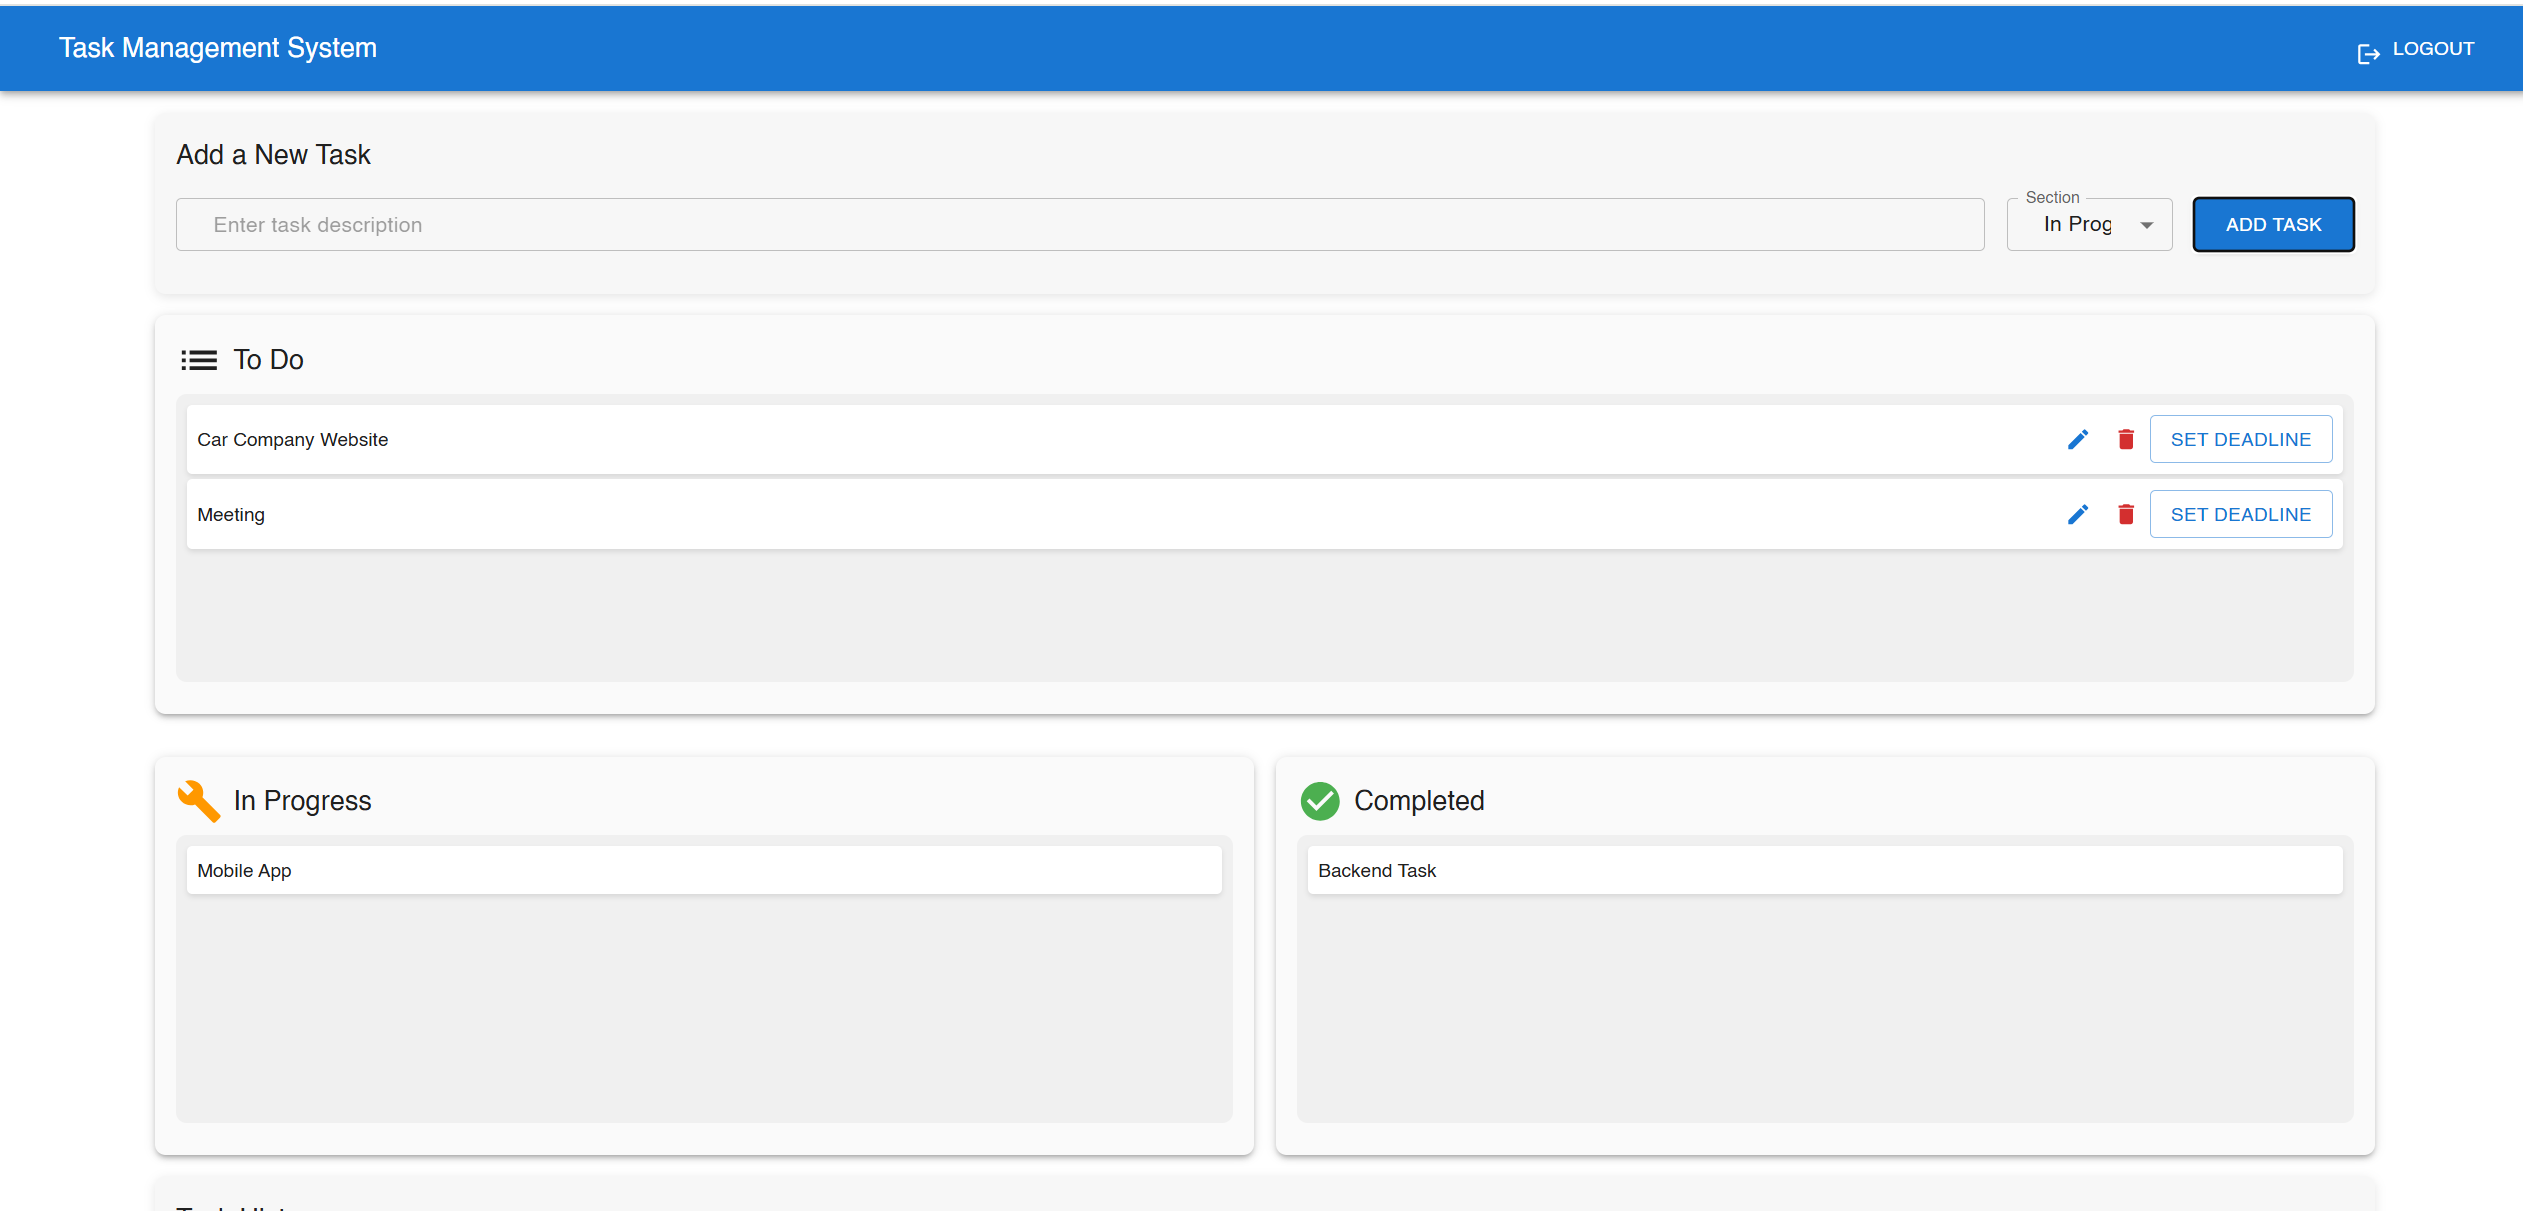 Task Management System
LOGOUT
Add a New Task
Section
Enter task description
In Prog
ADD TASK
To Do
Car Company Website
SET DEADLINE
Meeting
SET DEADLINE
In Progress
Mobile App
Completed
Backend Task